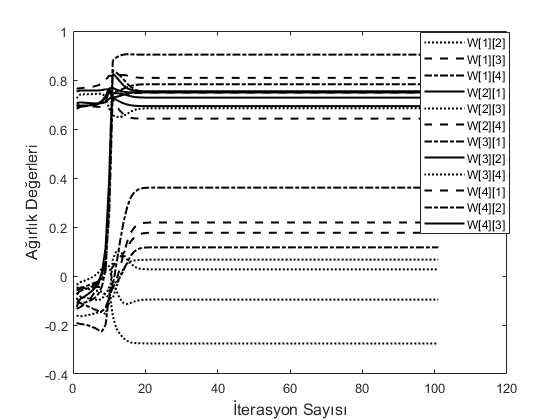 1
0.8
0.6
0.4
0.2
0
-0.2
-0.4
Ağırlık Değerleri
0 20 40 60 80 100 120
İterasyon Sayısı
W[1][2]
W[1][3]
W[1][4]
W[2][1]
W[2][3]
W[2][4]
W[3][1]
W[3][2]
W[3][4]
W[4][1]
W[4][2]
W[4][3]